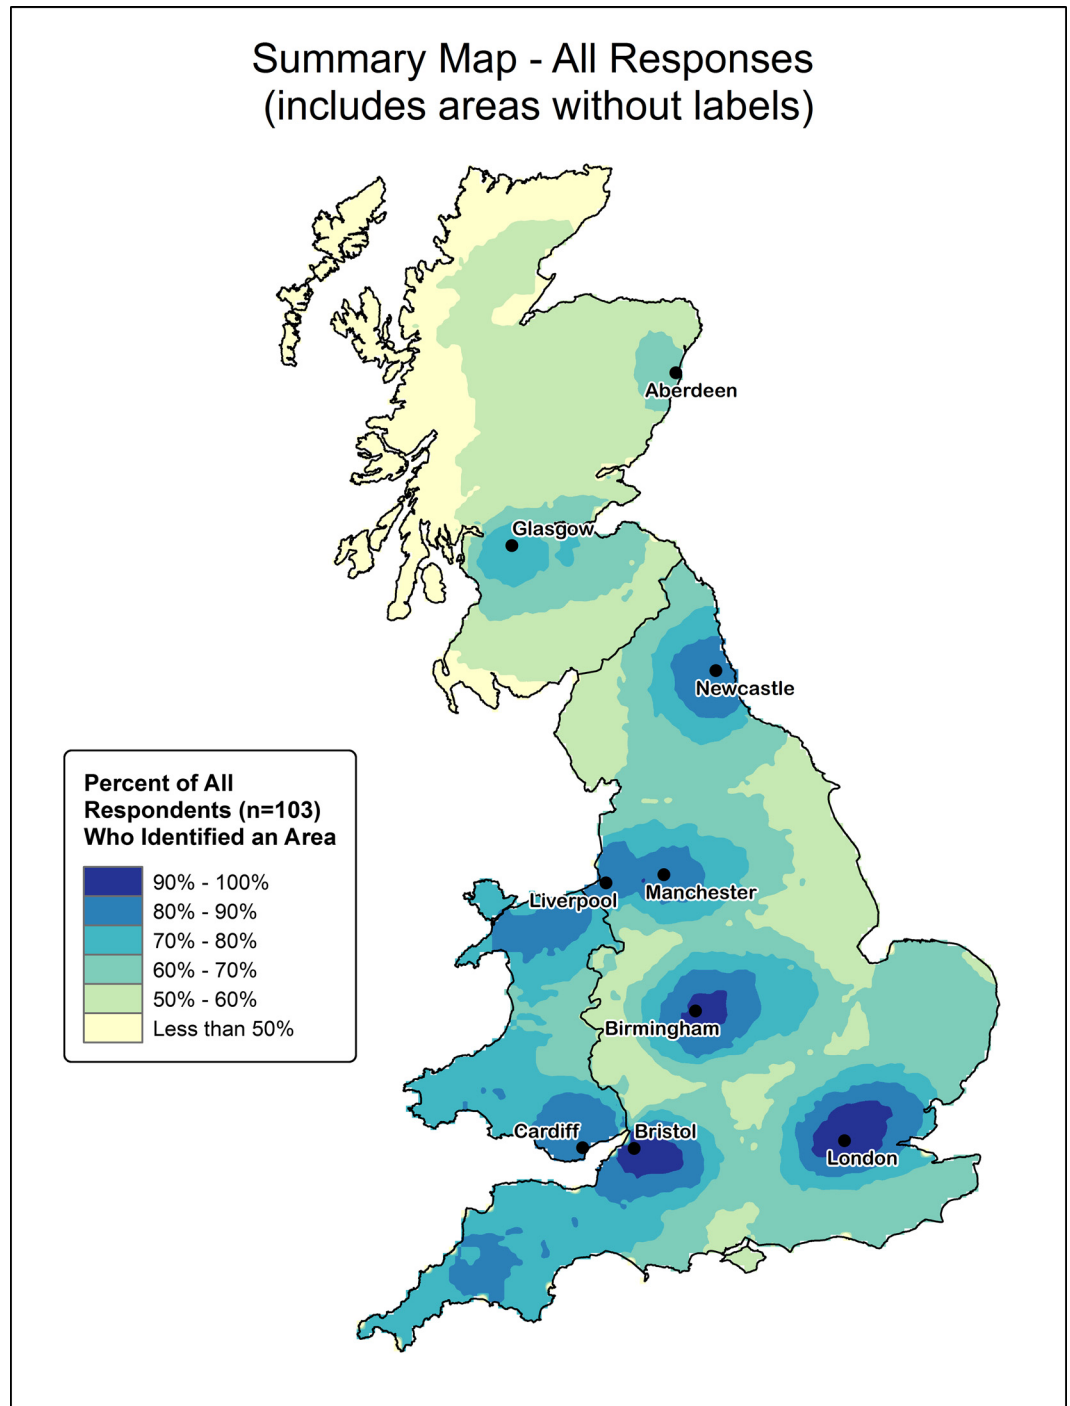 Summary Map - All Responses
(includes areas without labels)
Aberdeen
Glasgow
Newcastle
Percent of All
Respondents (n=103)
Who Identified an Area
90% - 100%
80% - 90%
70% - 80%
60% - 70%
50% - 60%
Less than 50%
Liverpool
Manchester
Birmingham
Cardiff
Bristol
London